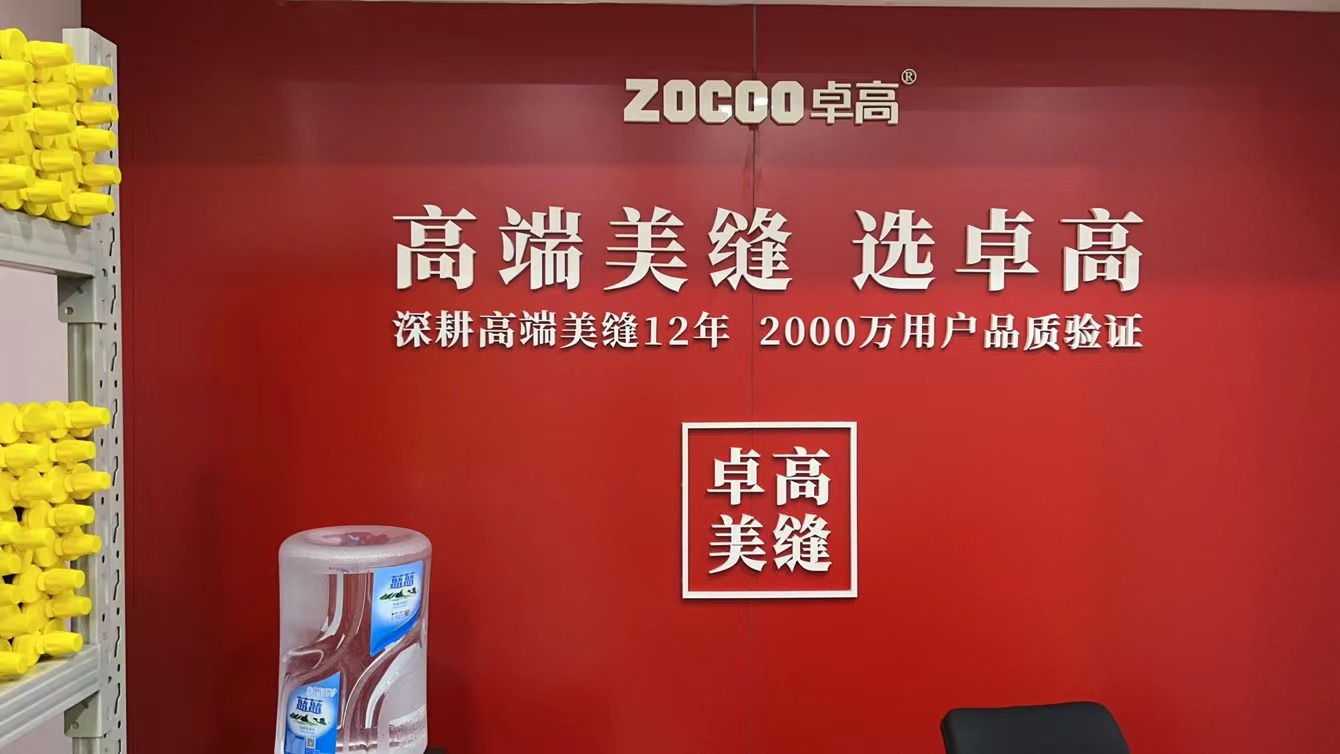 ZOCOO卓高®
高端美缝 选卓高
深耕高端美缝12年 2000万用户品质验证
卓高
美缝
蓝蓝
蓝蓝